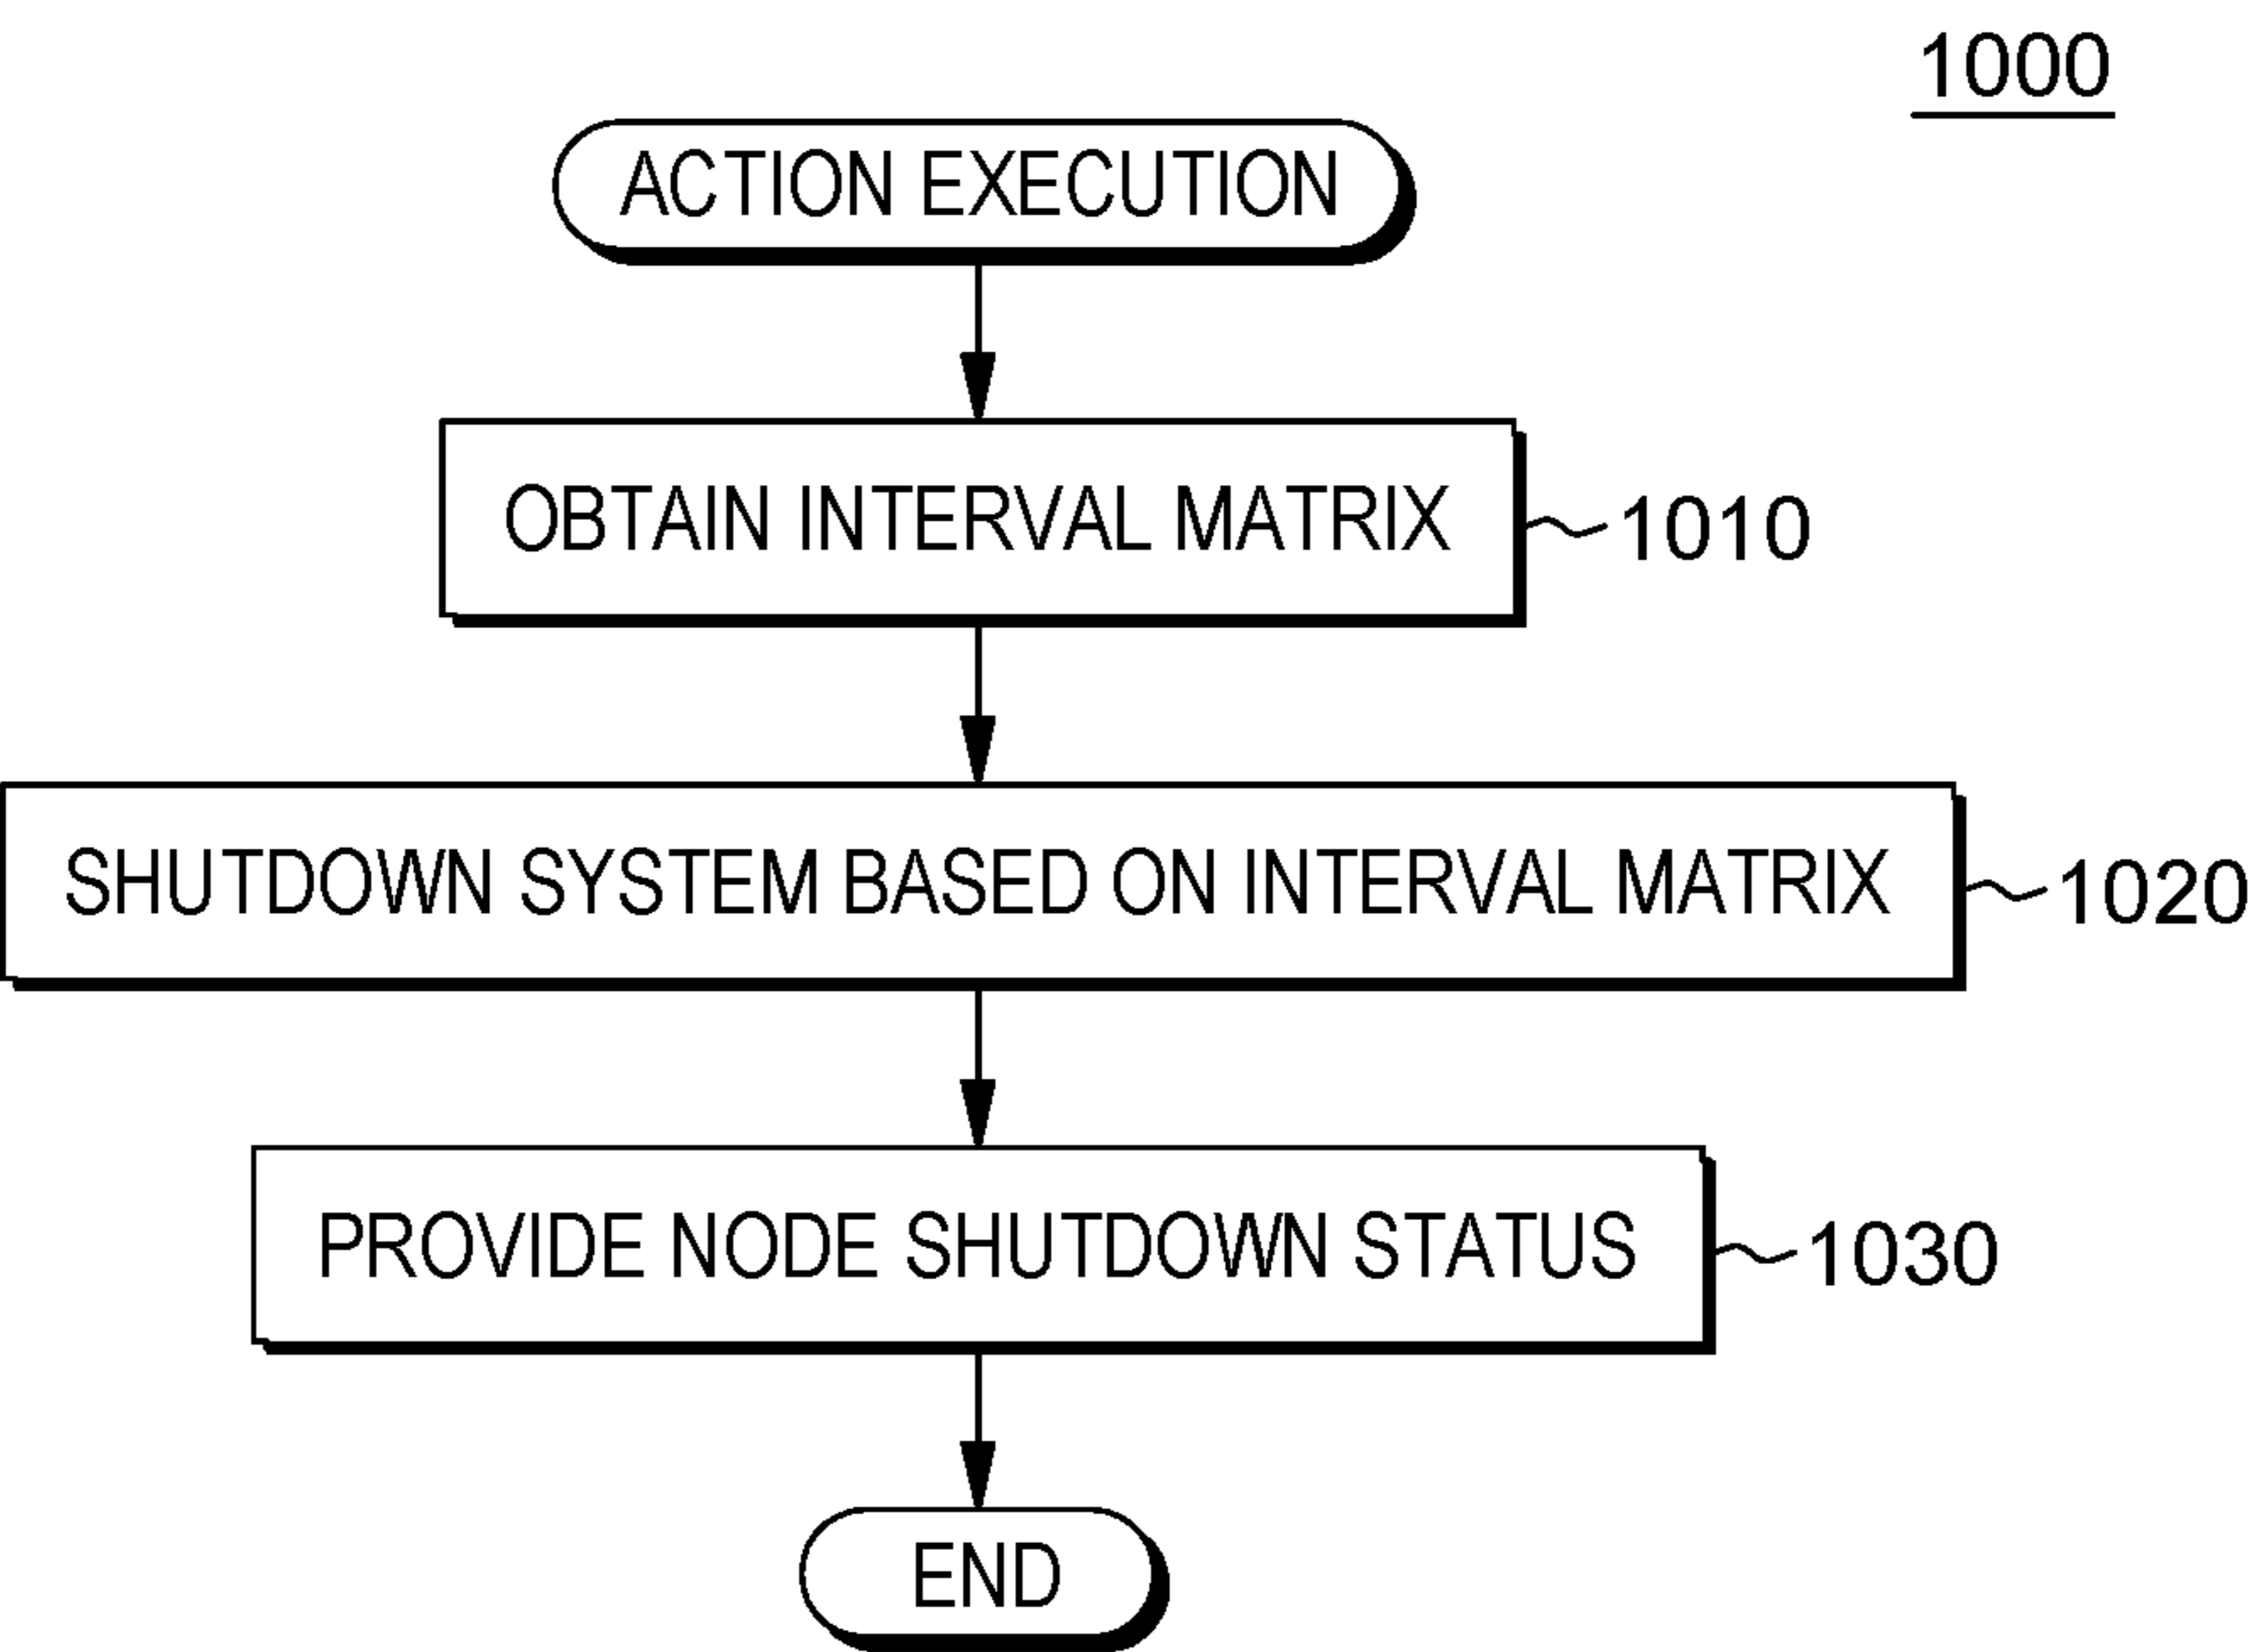 1000
ACTION EXECUTION
OBTAIN INTERVAL MATRIX
1010
SHUTDOWN SYSTEM BASED ON INTERVAL MATRIX
1020
PROVIDE NODE SHUTDOWN STATUS
1030
END